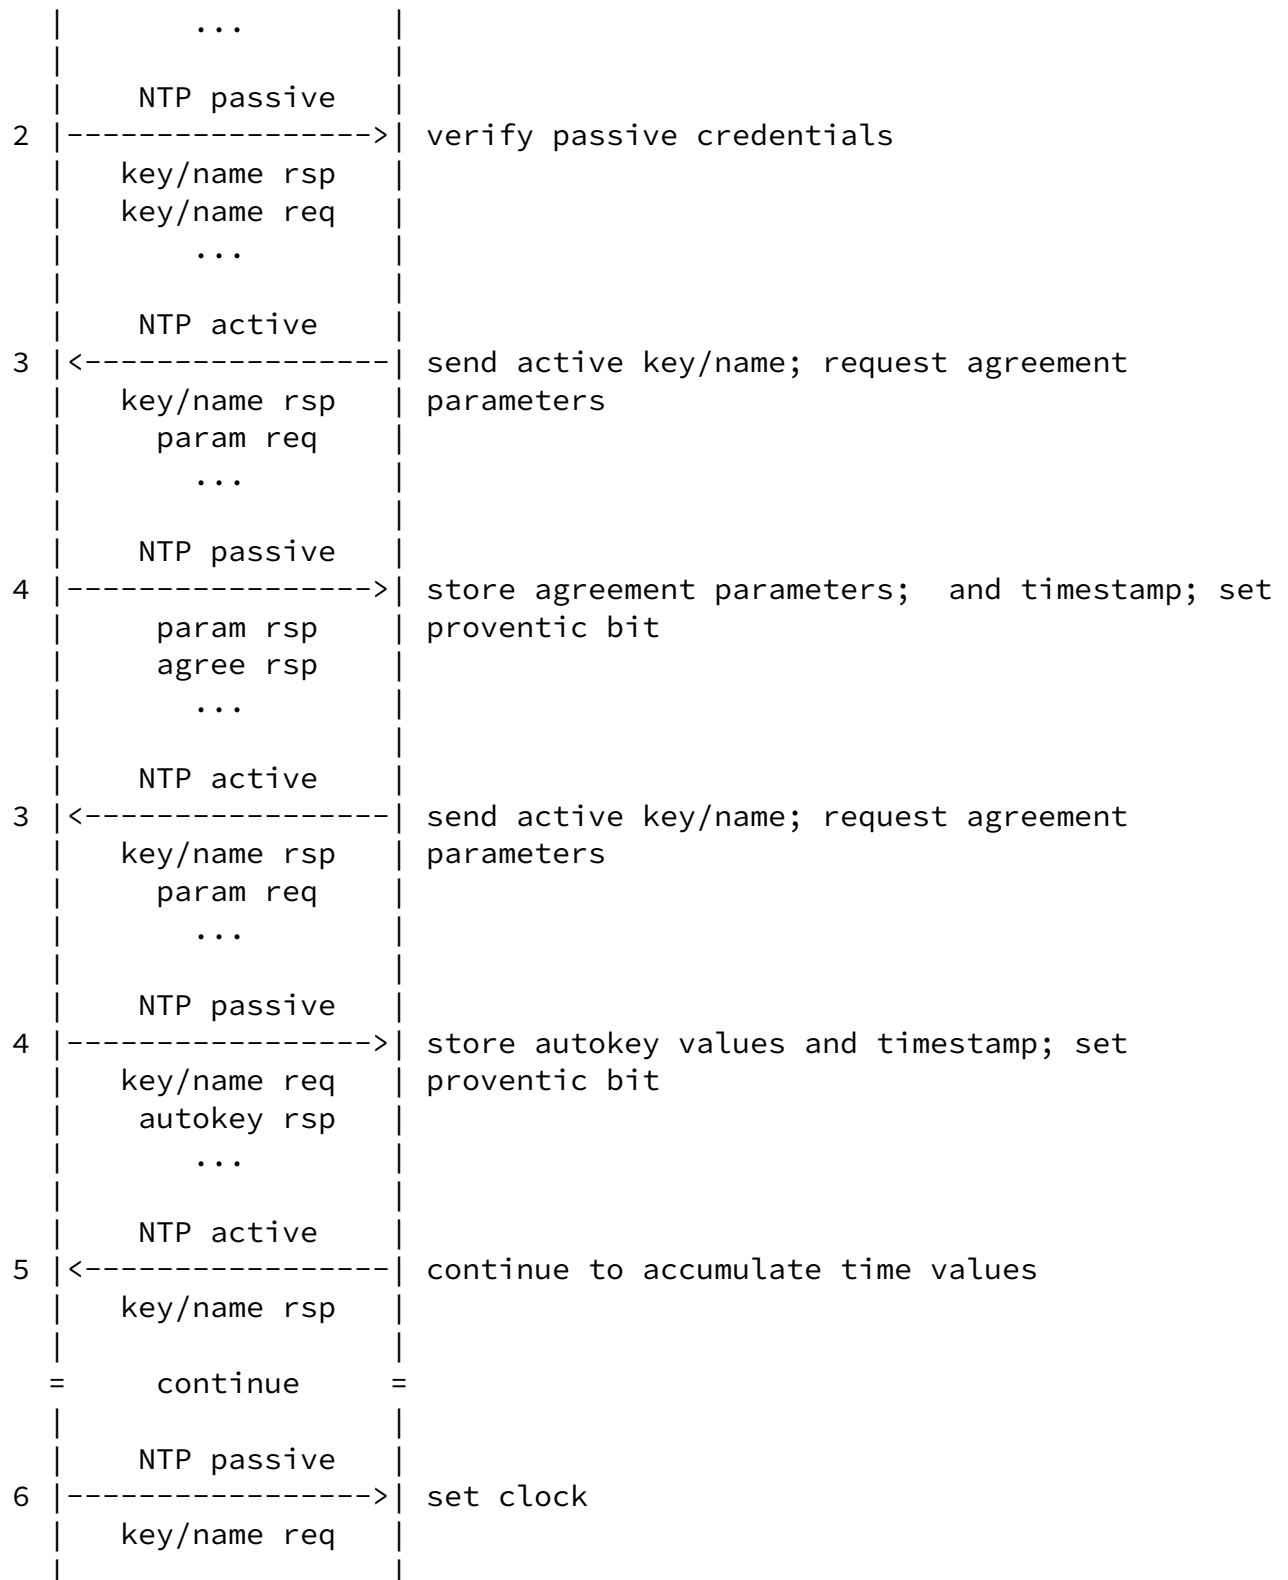 |       ...        |
  |                  |
  |    NTP passive   |
2 |----------------->| verify passive credentials
  |   key/name rsp   |
  |   key/name req   |
  |       ...        |
  |                  |
  |    NTP active    |
3 |<-----------------| send active key/name; request agreement
  |   key/name rsp   | parameters
  |     param req    |
  |       ...        |
  |                  |
  |    NTP passive   |
4 |----------------->| store agreement parameters;  and timestamp; set
  |     param rsp    | proventic bit
  |     agree rsp    |
  |       ...        |
  |                  |
  |    NTP active    |
3 |<-----------------| send active key/name; request agreement
  |   key/name rsp   | parameters
  |     param req    |
  |       ...        |
  |                  |
  |    NTP passive   |
4 |----------------->| store autokey values and timestamp; set
  |   key/name req   | proventic bit
  |    autokey rsp   |
  |       ...        |
  |                  |
  |    NTP active    |
5 |<-----------------| continue to accumulate time values
  |   key/name rsp   |
  |                  |
  =     continue     =
  |                  |
  |    NTP passive   |
6 |----------------->| set clock
  |   key/name req   |
  |                  |